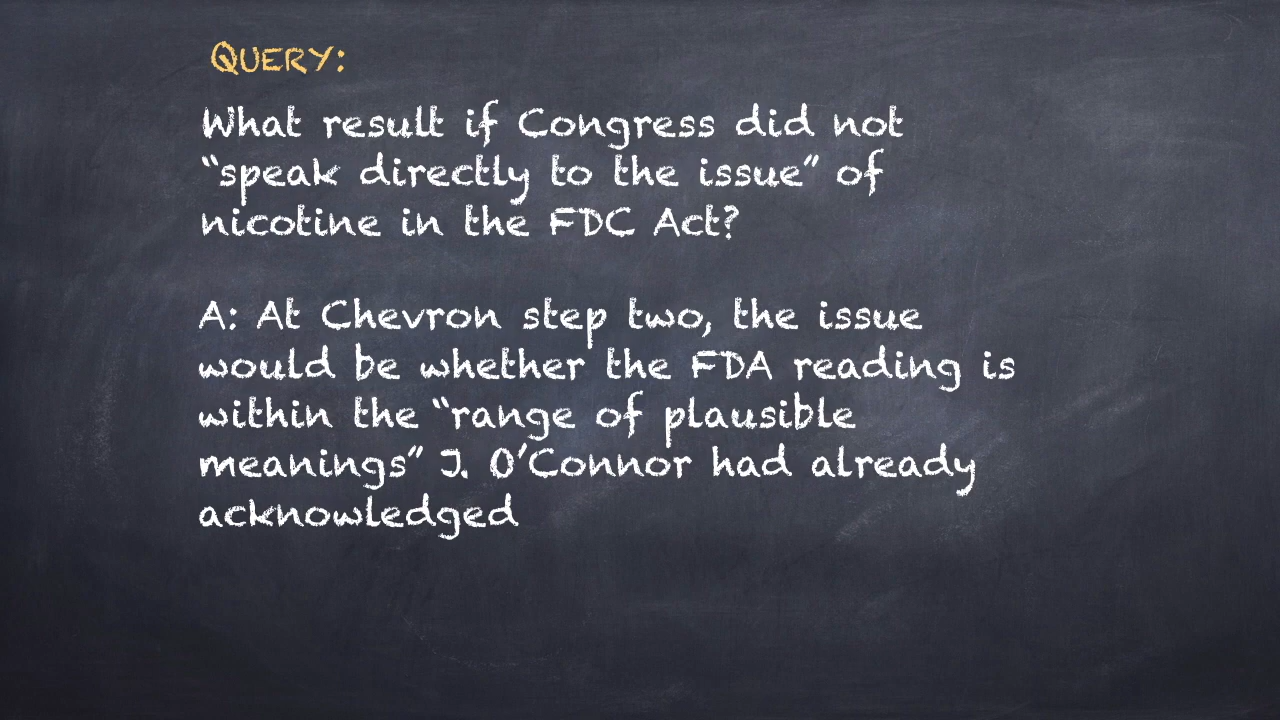 QUERY:
What result if Congress did not
“speak directly to the issue” of
nicotine in the FDC Act?
A: At Chevron step two, the issue
would be whether the FDA reading is
within the “range of plausible
meanings” J. O’Connor had already
acknowledged